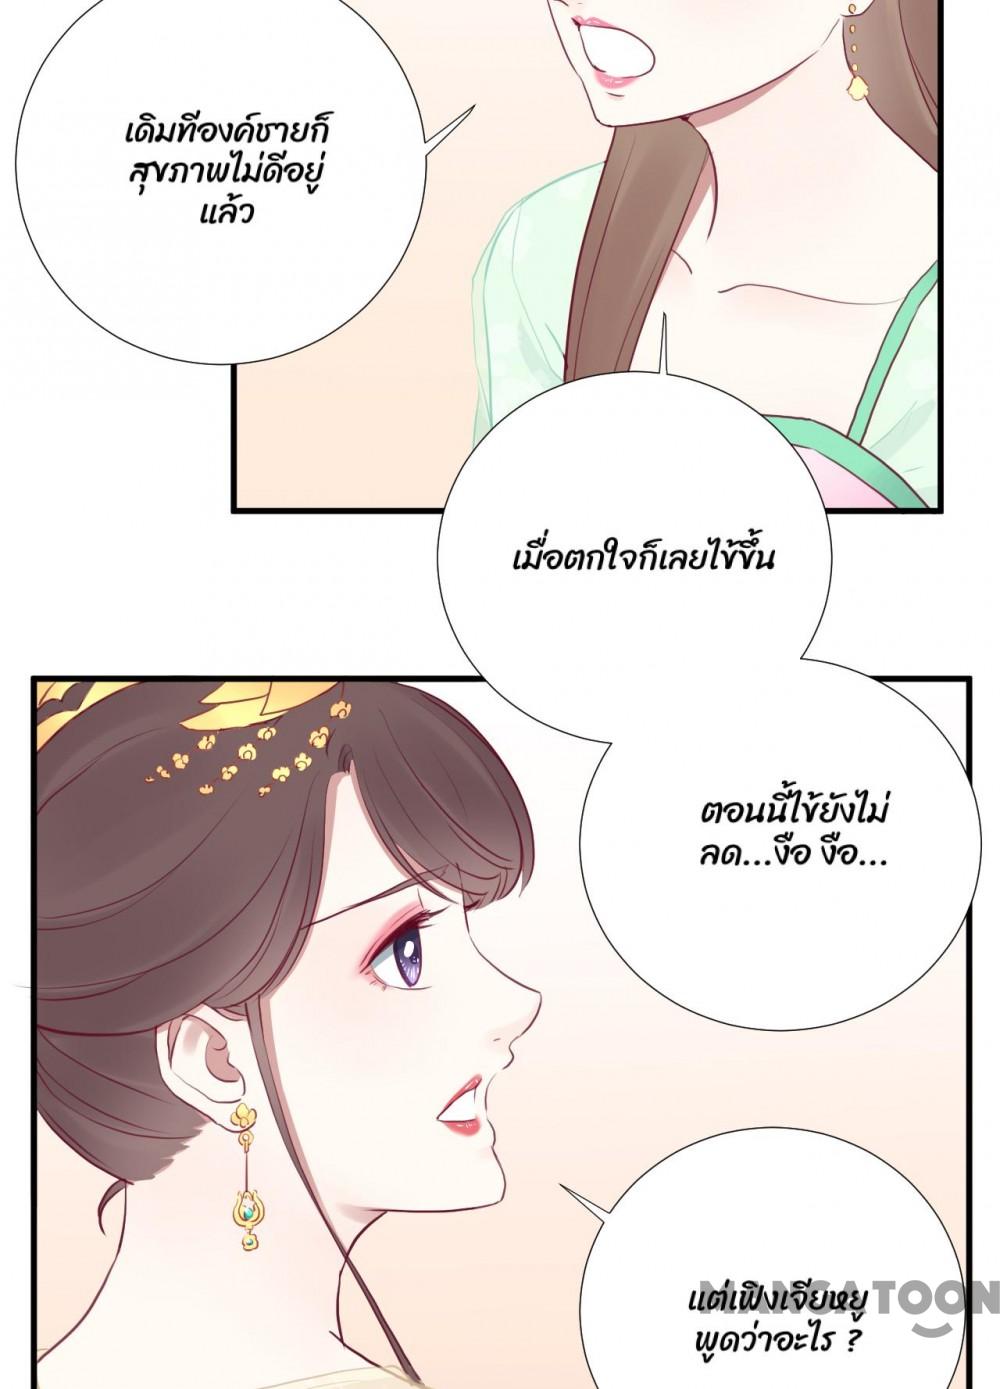 เดิมทีองค์ชายก็
สุขภาพไม่ดีอยู่
แล้ว
เมื่อตกใจก็เลยไข้ขึ้น
ตอนนี้ไข้ยังไม่
ลด...งือ งือ...
แต่เฟิงเจียหยู
พูดว่าอะไร ?
MANGATOON